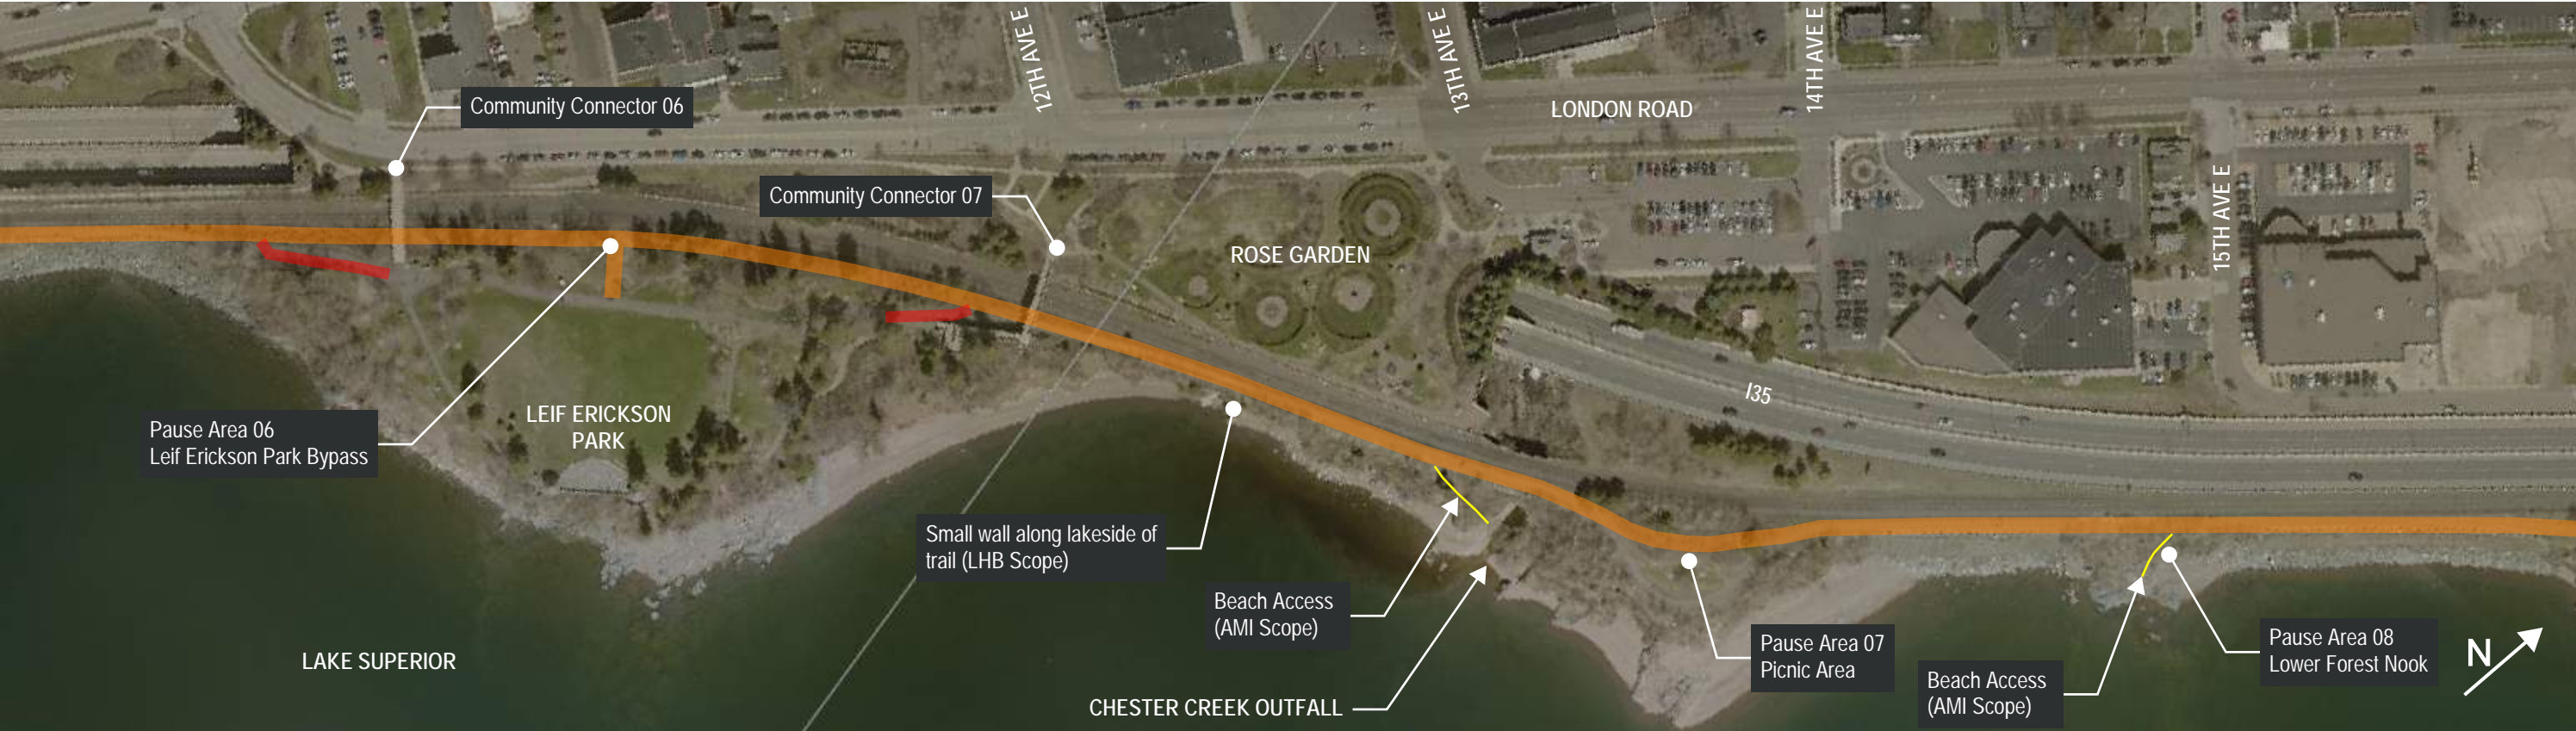 12TH AVE E
13TH AVE E
14TH AVE E
Community Connector 06
LONDON ROAD
15TH AVE E
Community Connector 07
ROSE GARDEN
I35
LEIF ERICKSON
PARK
Pause Area 06
Leif Erickson Park Bypass
Small wall along lakeside of
trail (LHB Scope)
Beach Access
(AMI Scope)
Pause Area 07
Picnic Area
Pause Area 08
Lower Forest Nook
N
LAKE SUPERIOR
Beach Access
(AMI Scope)
CHESTER CREEK OUTFALL